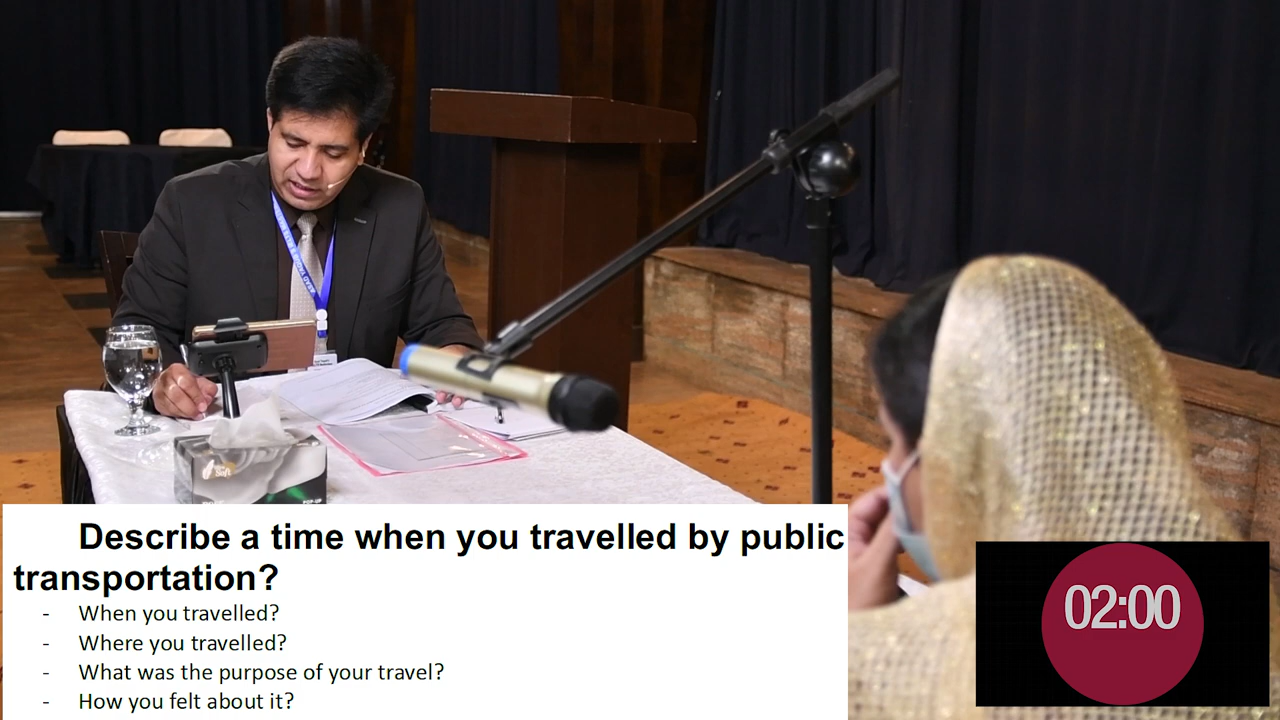 Describe a time when you travelled by public
transportation?
- When you travelled?
- Where you travelled?
- What was the purpose of your travel?
- How you felt about it?
02:00